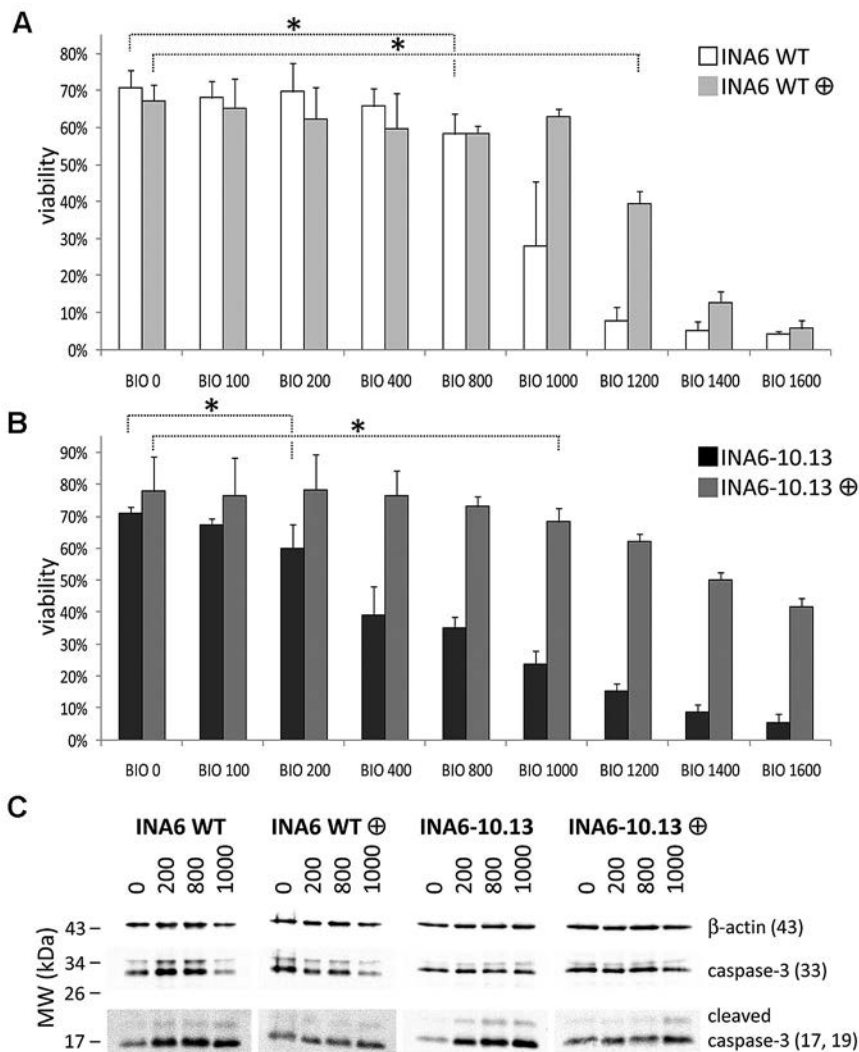 A
*
*
80%
70%
60%
50%
40%
30%
20%
10%
0%
viability
INA6 WT
INA6 WT ⊕
BIO 0 BIO 100 BIO 200 BIO 400 BIO 800 BIO 1000 BIO 1200 BIO 1400 BIO 1600
B
*
*
90%
80%
70%
60%
50%
40%
30%
20%
10%
0%
viability
INA6-10.13
INA6-10.13 ⊕
BIO 0 BIO 100 BIO 200 BIO 400 BIO 800 BIO 1000 BIO 1200 BIO 1400 BIO 1600
C
INA6 WT INA6 WT ⊕ INA6-10.13 INA6-10.13 ⊕
0 200 800 1000 0 200 800 1000 0 200 800 1000 0 200 800 1000
MW (kDa)
43 β-actin (43)
34 caspase-3 (33)
26
cleaved
17 caspase-3 (17, 19)